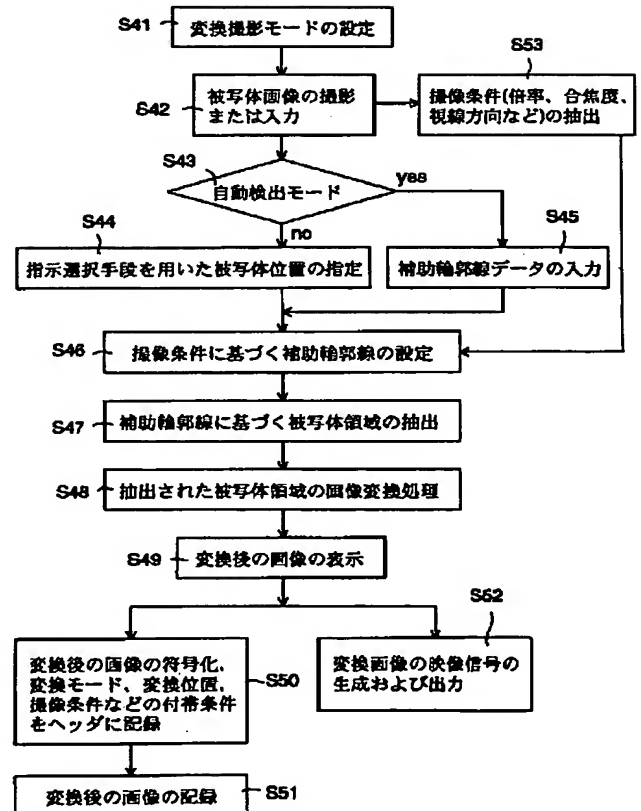 S41
変換撮影モードの設定
S53
S42
被写体画像の撮影
または入力
撮像条件(倍率、合焦度、
視線方向など)の抽出
S43
自動検出モード
yes
no
S44
指示選択手段を用いた被写体位置の指定
S45
補助輪郭線データの入力
S46
撮像条件に基づく補助輪郭線の設定
S47
補助輪郭線に基づく被写体領域の抽出
S48
抽出された被写体領域の画像変換処理
S49
変換後の画像の表示
S52
変換後の画像の符号化、
変換モード、変換位置、
撮像条件などの付帯条件
をヘッダに記録
S50
変換画像の映像信号の
生成および出力
変換後の画像の記録
S51